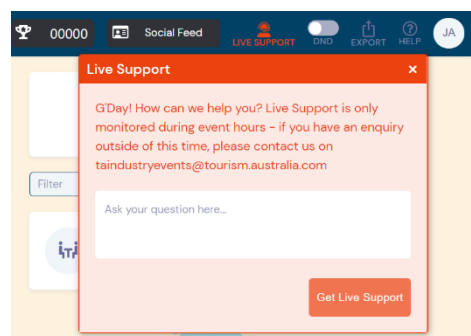 00000 Social Feed LIVE SUPPORT DND EXPORT HELP JA
Live Support ×
G'Day! How can we help you? Live Support is only
monitored during event hours - if you have an enquiry
outside of this time, please contact us on
taindustryevents@tourism.australia.com
Filter
Ask your question here...
Get Live Support